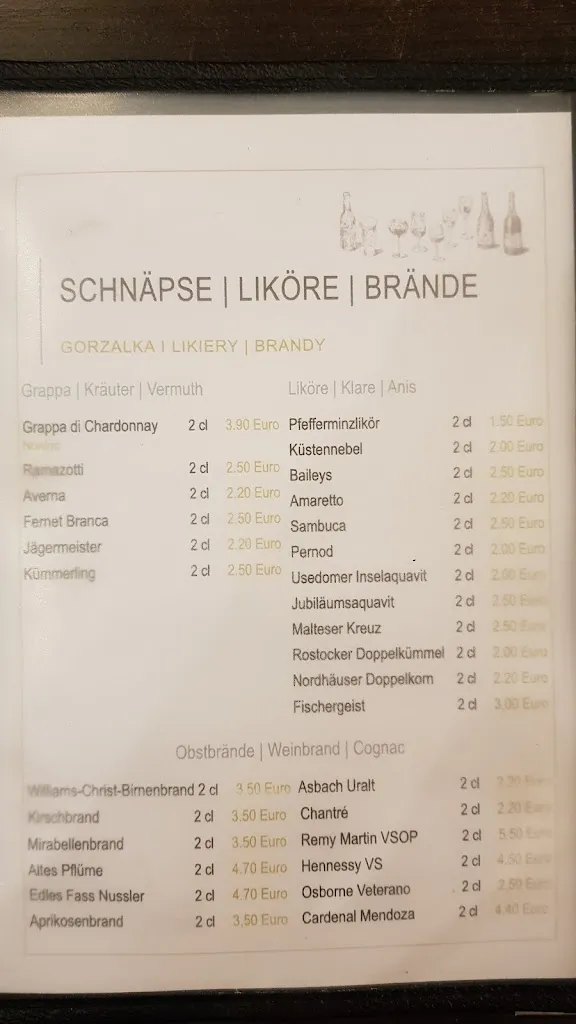 SCHNÄPSE | LIKÖRE | BRÄNDE
GORZALKA I LIKIERY | BRANDY
Grappa | Kräuter | Vermuth
Grappa di Chardonnay 2 cl 3.90 Euro
Nonino
Ramazotti 2 cl 2.50 Euro
Averna 2 cl 2.20 Euro
Fernet Branca 2 cl 2.50 Euro
Jägermeister 2 cl 2.20 Euro
Kümmerling 2 cl 2.50 Euro
Liköre | Klare | Anis
Pfefferminzlikör 2 cl 1.50 Euro
Küstennebel 2 cl 2.00 Euro
Baileys 2 cl 2.50 Euro
Amaretto 2 cl 2.20 Euro
Sambuca 2 cl 2.50 Euro
Pernod 2 cl 2.00 Euro
Usedomer Inselaquavit 2 cl 2.00 Euro
Jubiläumsaquavit 2 cl 2.50 Euro
Malteser Kreuz 2 cl 2.50 Euro
Rostocker Doppelkümmel 2 cl 2.00 Euro
Nordhäuser Doppelkorn 2 cl 2.20 Euro
Fischergeist 2 cl 3,00 Euro
Obstbrände | Weinbrand | Cognac
Williams-Christ-Birnenbrand 2 cl 3.50 Euro
Kirschbrand 2 cl 3.50 Euro
Mirabellenbrand 2 cl 3.50 Euro
Altes Pflüme 2 cl 4.70 Euro
Edles Fass Nussler 2 cl 4.70 Euro
Aprikosenbrand 2 cl 3,50 Euro
Asbach Uralt 2 cl 2.20 Euro
Chantré 2 cl 2.20 Euro
Remy Martin VSOP 2 cl 5.50 Euro
Hennessy VS 2 cl 4.50 Euro
Osborne Veterano 2 cl 2.50 Euro
Cardenal Mendoza 2 cl 4.40 Euro